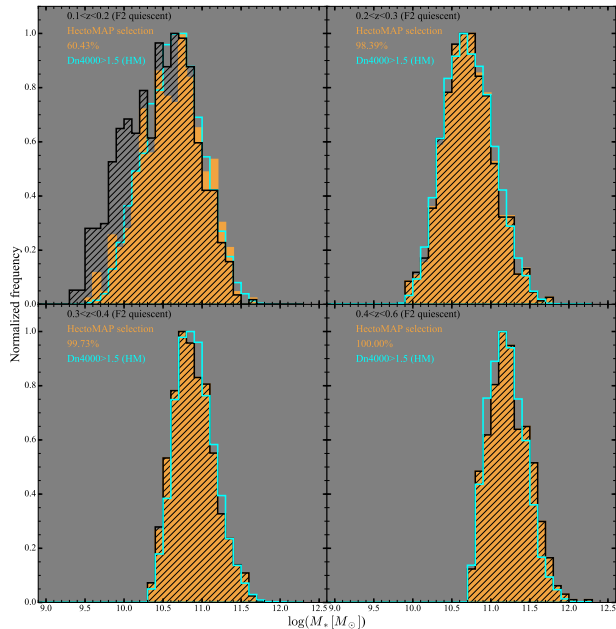 0.1<z<0.2 (F2 quiescent)
HectoMAP selection
60.43%
Dn4000>1.5 (HM)
0.2<z<0.3 (F2 quiescent)
HectoMAP selection
98.39%
Dn4000>1.5 (HM)
1.0
0.8
0.6
0.4
0.2
0.0
0.3<z<0.4 (F2 quiescent)
HectoMAP selection
99.73%
Dn4000>1.5 (HM)
0.4<z<0.6 (F2 quiescent)
HectoMAP selection
100.00%
Dn4000>1.5 (HM)
1.0
0.8
0.6
0.4
0.2
0.0
Normalized frequency
9.0 9.5 10.0 10.5 11.0 11.5 12.0 12.5
9.0 9.5 10.0 10.5 11.0 11.5 12.0 12.5
log(M* [M⊙])